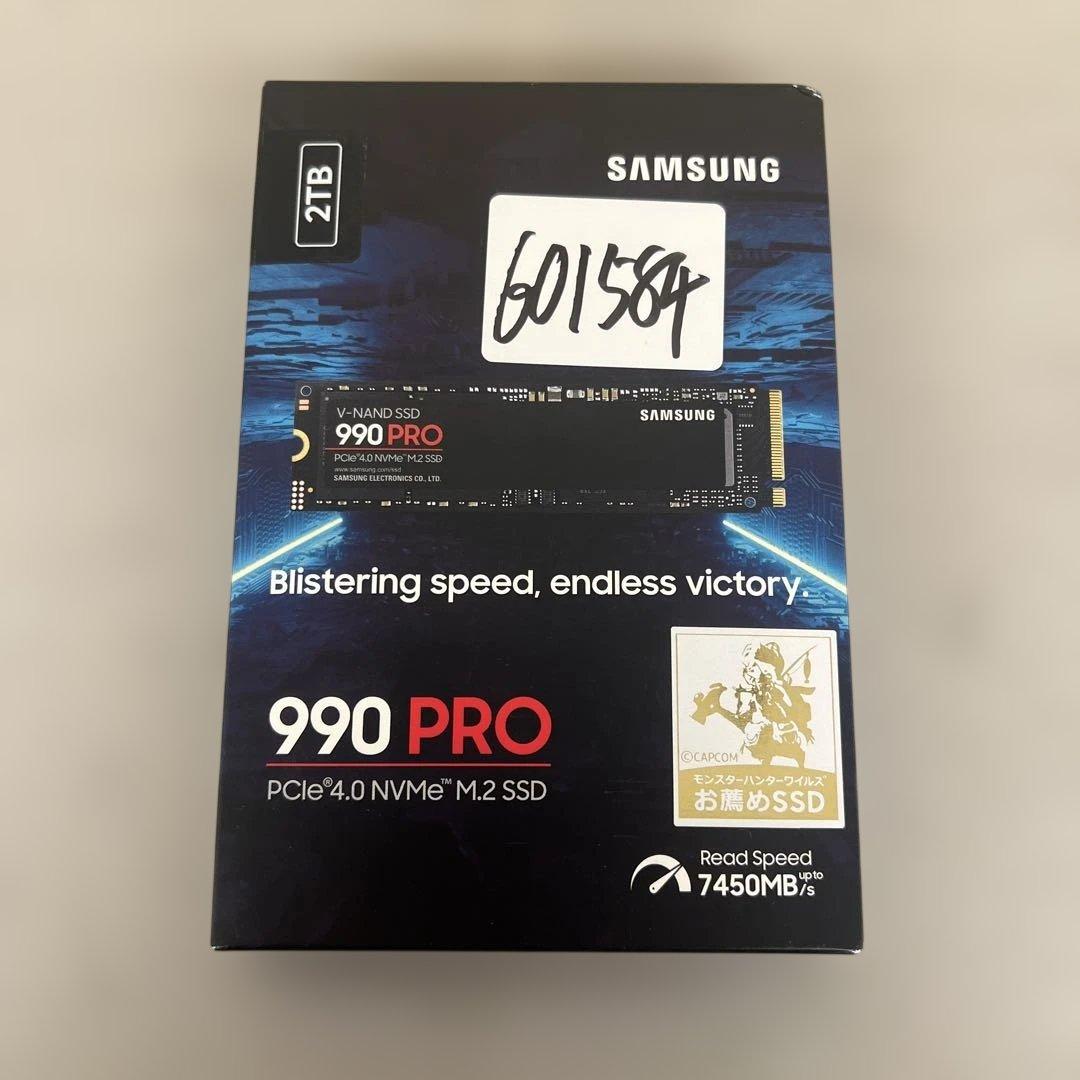 2TB
SAMSUNG
601584
V-NAND SSD
SAMSUNG
990 PRO
PCIe® 4.0 NVMe™ M.2 SSD
www.samsung.com/ssd
SAMSUNG ELECTRONICS CO., LTD.
Blistering speed, endless victory.
990 PRO
PCIe® 4.0 NVMe™ M.2 SSD
©CAPCOM
モンスターハンターワイルズ
お薦めSSD
Read Speed
up to
7450MB/s